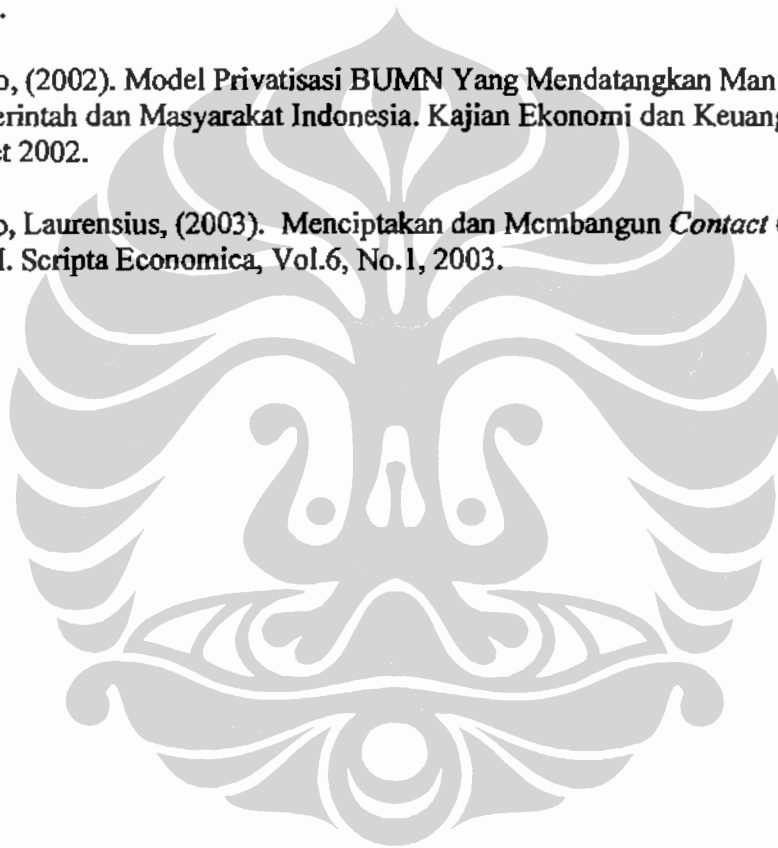 .
o, (2002). Model Privatisasi BUMN Yang Mendatangkan Man
erintah dan Masyarakat Indonesia. Kajian Ekonomi dan Keuang
et 2002.
o, Laurensius, (2003). Menciptakan dan Membangun Contact
I. Scripta Economica, Vol.6, No.1, 2003.